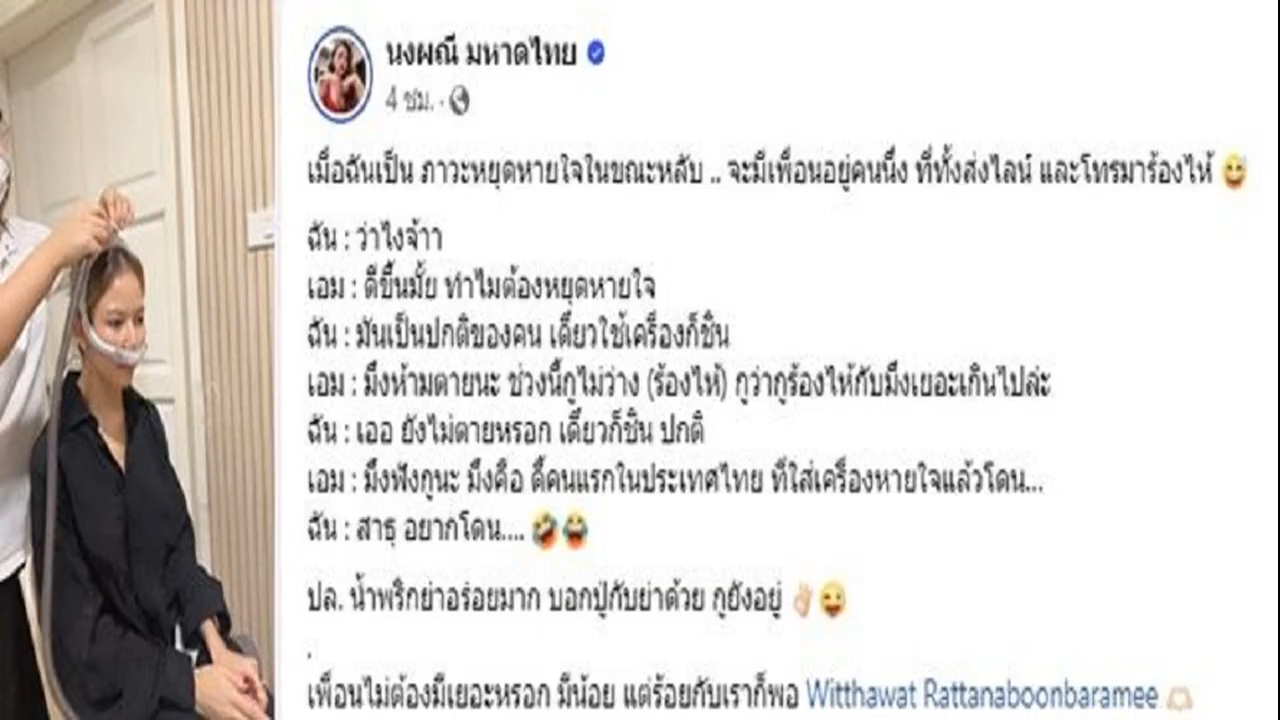 นงผณี มหาดไทย
4 ชม.
เมื่อฉันเป็น ภาวะหยุดหายใจในขณะหลับ .. จะมีเพื่อนอยู่คนนึง ที่ทั้งส่งไลน์ และโทรมาร้องไห้ 😅
ฉัน : ว่าไงจ้าา
เอม : ดีขึ้นมั้ย ทำไมต้องหยุดหายใจ
ฉัน : มันเป็นปกติของคน เดี๊ยวใช้เครื่องก็ชิน
เอม : มึงห้ามตายนะ ช่วงนี้กูไม่ว่าง (ร้องไห้) กูว่ากูร้องไห้กับมึงเยอะเกินไปล่ะ
ฉัน : เออ ยังไม่ตายหรอก เดี๊ยวก็ชิน ปกติ
เอม : มึงฟังกูนะ มึงคือ ดี้คนแรกในประเทศไทย ที่ใส่เครื่องหายใจแล้วโดน...
ฉัน : สาธุ อยากโดน.... 🤣😂
ปล. น้ำพริกย่าอร่อยมาก บอกปู่กับย่าด้วย กูยังอยู่ 👌🏻😜
.
เพื่อนไม่ต้องมีเยอะหรอก มีน้อย แต่ร้อยกับเราก็พอ Witthawat Rattanaboonbaramee 🫶🏻